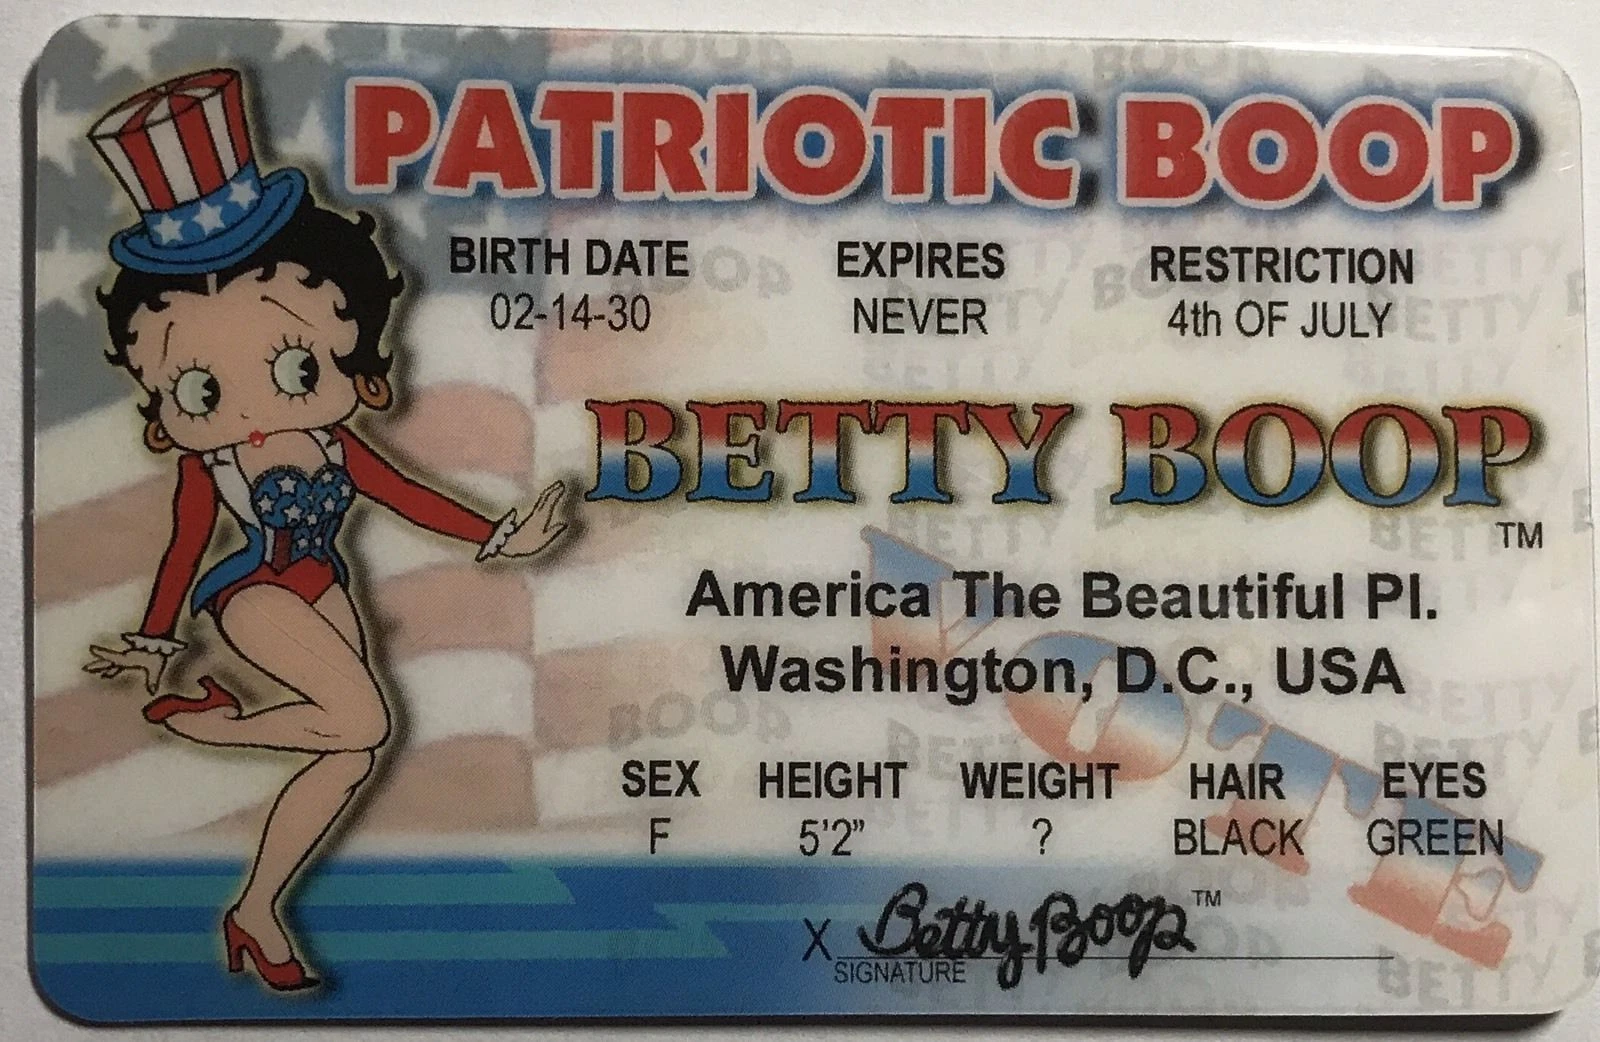 PATRIOTIC BOOP
BIRTH DATE EXPIRES RESTRICTION
02-14-30 NEVER 4th OF JULY
BETTY BOOP TM
America The Beautiful Pl.
Washington, D.C., USA
VOTE
SEX HEIGHT WEIGHT HAIR EYES
F 5'2” ? BLACK GREEN
X Betty Boop TM
SIGNATURE